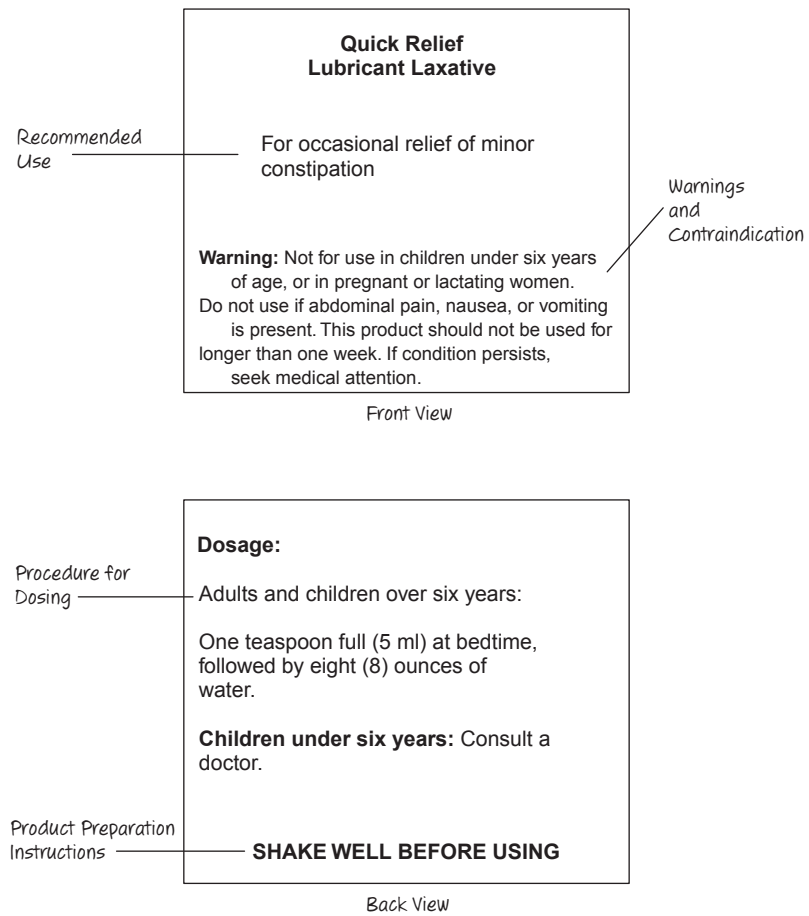 Quick Relief
Lubricant Laxative
Recommended
Use
For occasional relief of minor
constipation
Warnings
and
Contraindication
Warning: Not for use in children under six years
of age, or in pregnant or lactating women.
Do not use if abdominal pain, nausea, or vomiting
is present. This product should not be used for
longer than one week. If condition persists,
seek medical attention.
Front View
Dosage:
Procedure for
Dosing
Adults and children over six years:
One teaspoon full (5 ml) at bedtime,
followed by eight (8) ounces of
water.
Children under six years: Consult a
doctor.
Product Preparation
Instructions
SHAKE WELL BEFORE USING
Back View